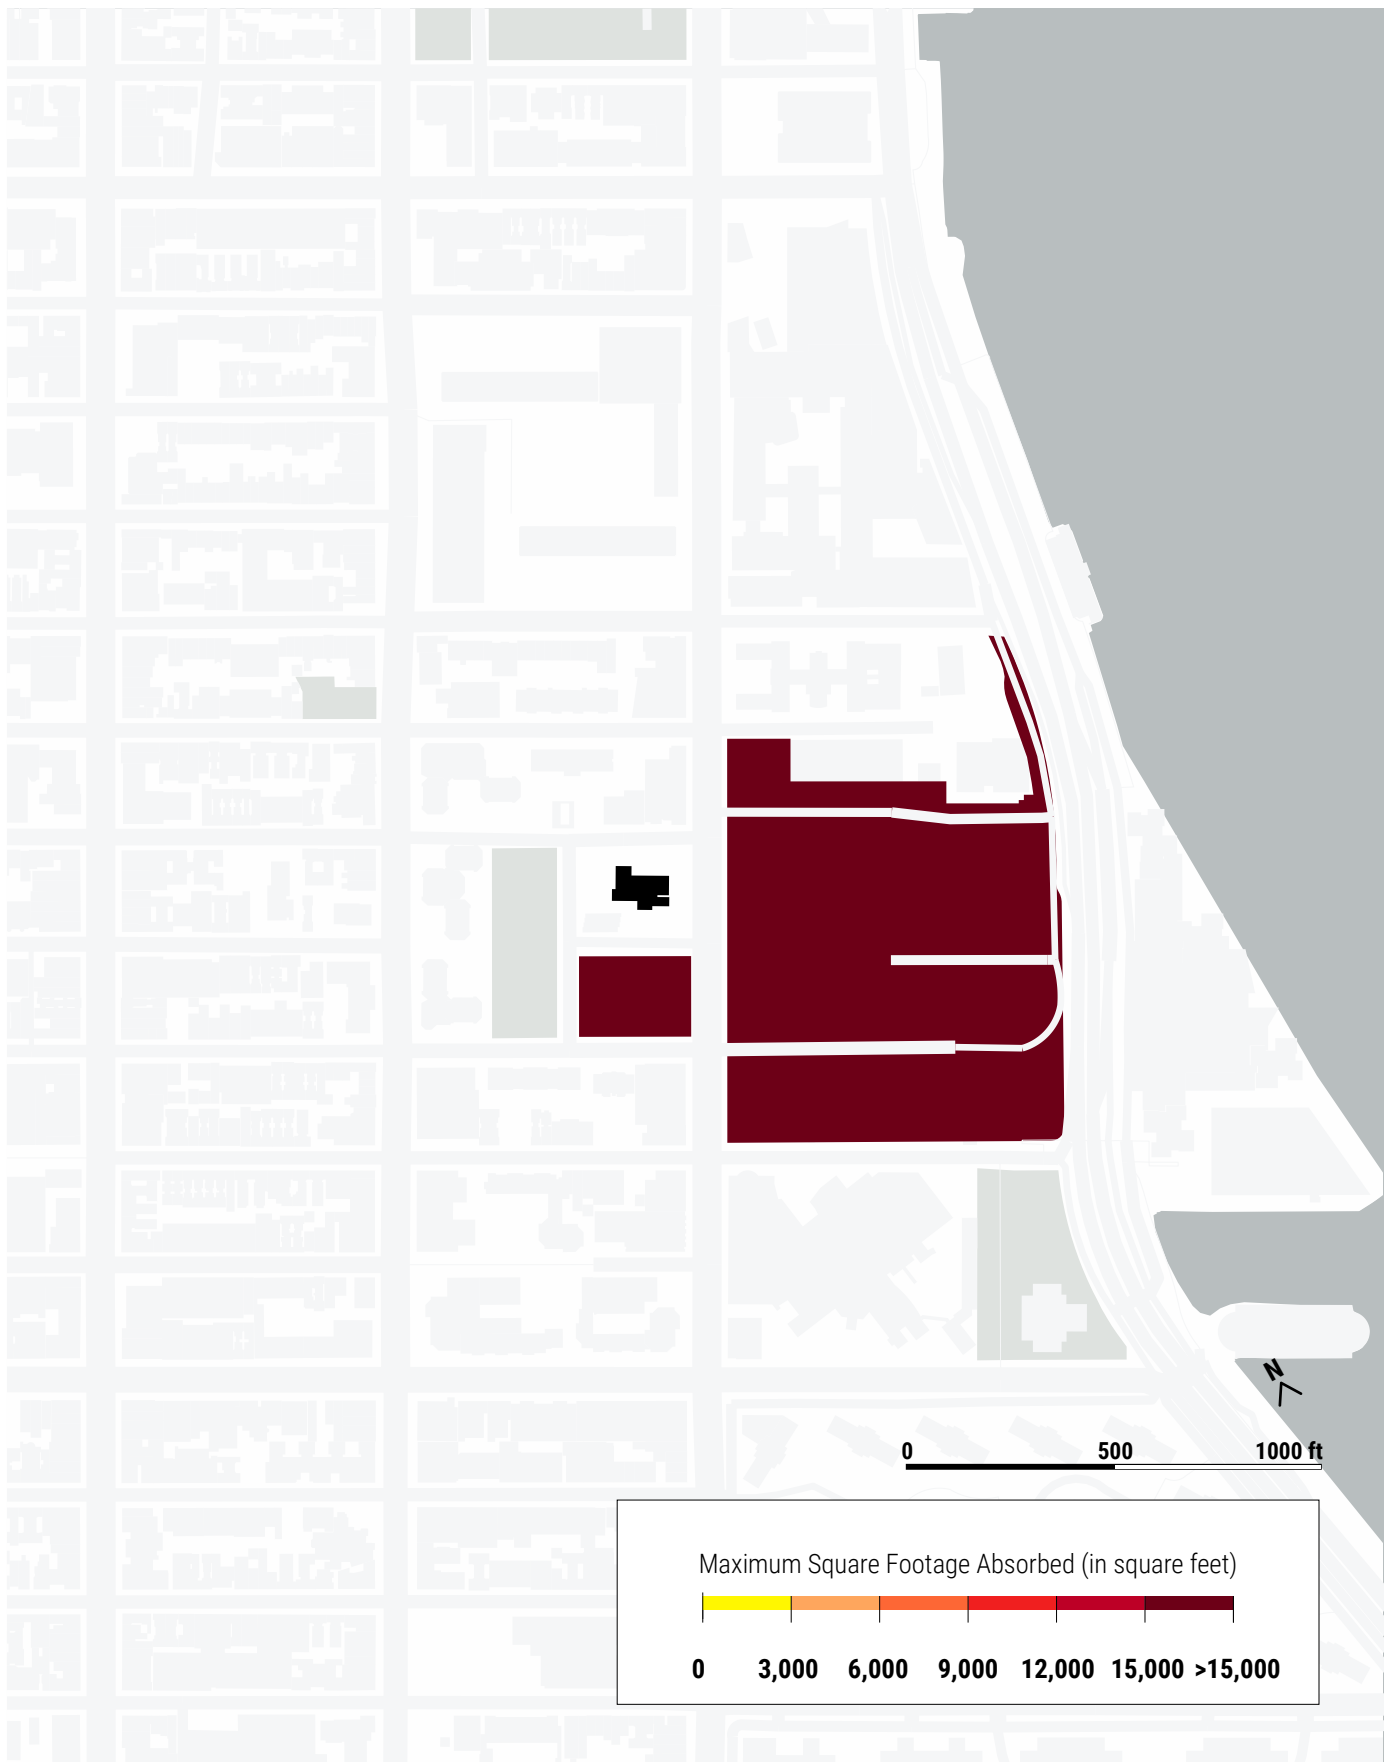 N
0 500 1000 ft
Maximum Square Footage Absorbed (in square feet)
0 3,000 6,000 9,000 12,000 15,000 >15,000